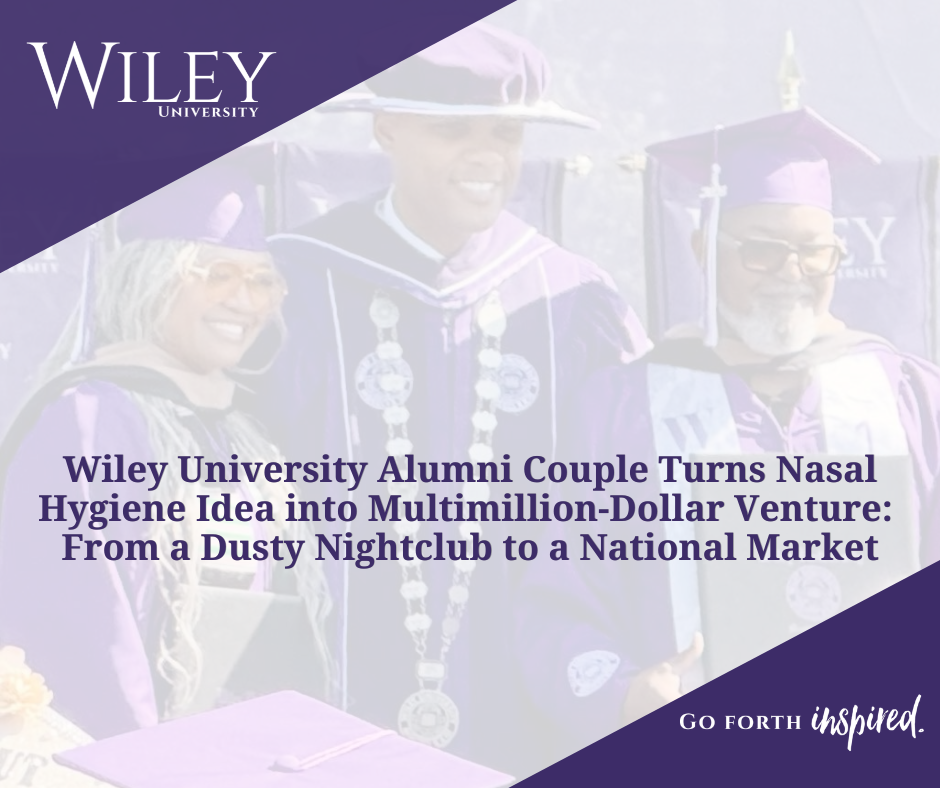 WILEY
UNIVERSITY
EY
Wiley University Alumni Couple Turns Nasal
Hygiene Idea into Multimillion-Dollar Venture:
From a Dusty Nightclub to a National Market
GO FORTH inspired.